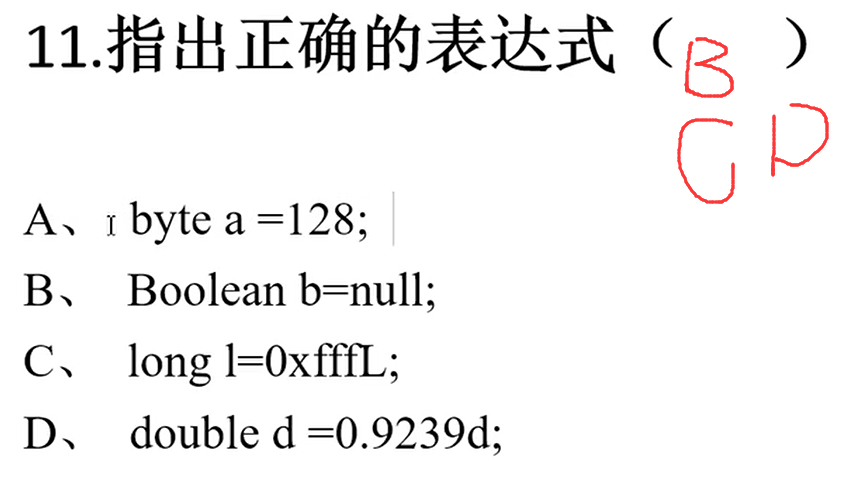 11.指出正确的表达式（ B ）
C D
A、 byte a =128;
B、 Boolean b=null;
C、 long l=0xfffL;
D、 double d =0.9239d;